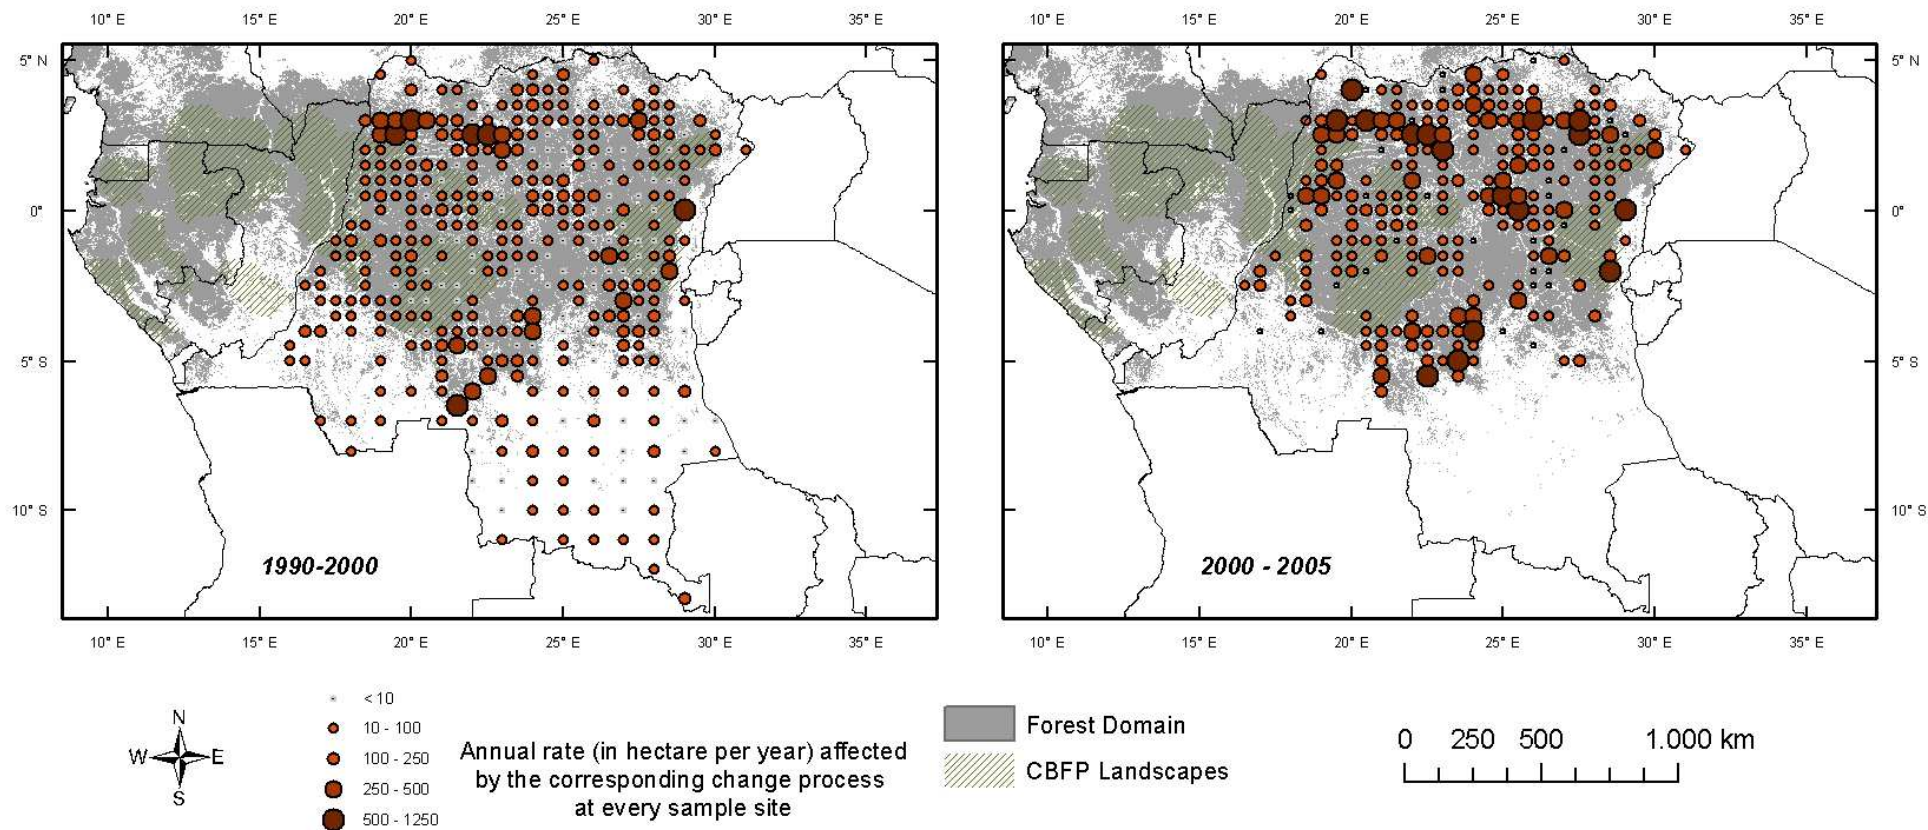 10° E 15° E 20° E 25° E 30° E 35° E 10° E 15° E 20° E 25° E 30° E 35° E
5° N 5° N
0° 0°
5° S 5° S
10° S 10° S
1990-2000 2000 - 2005
10° E 15° E 20° E 25° E 30° E 35° E 10° E 15° E 20° E 25° E 30° E 35° E
N
W E
S
< 10
10 - 100
100 - 250
250 - 500
500 - 1250
Annual rate (in hectare per year) affected
by the corresponding change process
at every sample site
Forest Domain
CBFP Landscapes
0 250 500 1.000 km